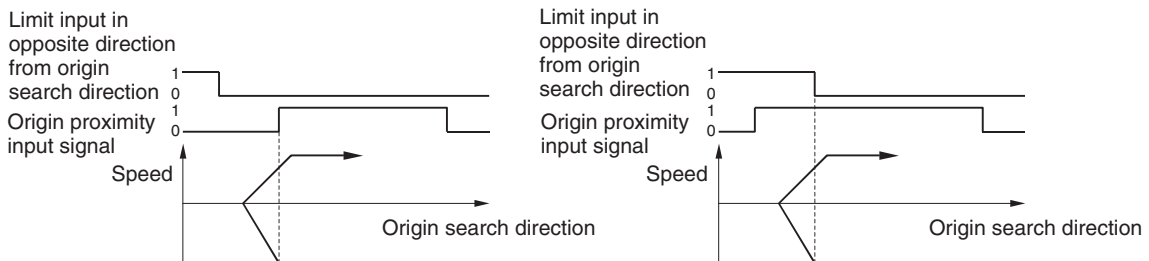 Limit input in
opposite direction
from origin
search direction
1
0
Origin proximity
input signal
1
0
Speed
Origin search direction
Limit input in
opposite direction
from origin
search direction
1
0
Origin proximity
input signal
1
0
Speed
Origin search direction